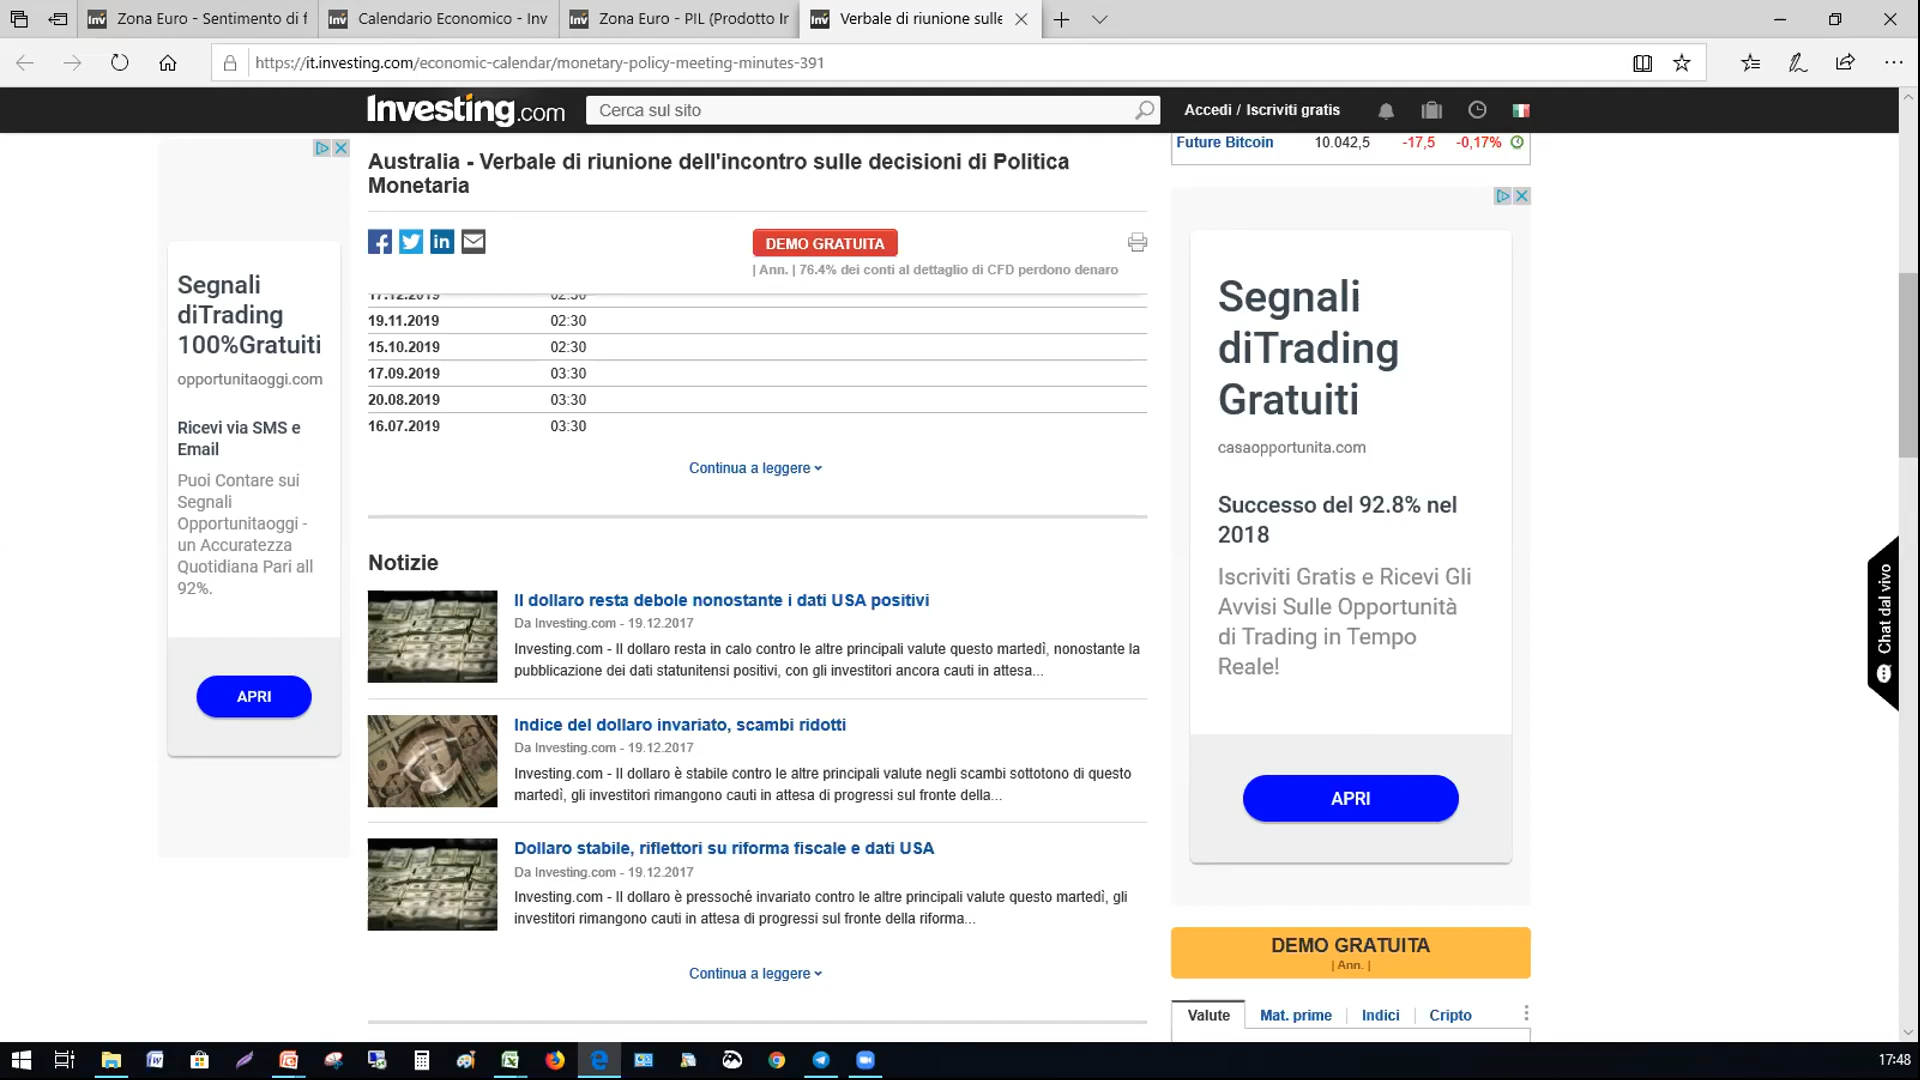 Zona Euro - Sentimento di f
Calendario Economico - Inv
Zona Euro - PIL (Prodotto In
Verbale di riunione sulle
https://it.investing.com/economic-calendar/monetary-policy-meeting-minutes-391
Investing.com
Cerca sul sito
Accedi / Iscriviti gratis
Future Bitcoin 10.042,5 -17,5 -0,17%
Australia - Verbale di riunione dell'incontro sulle decisioni di Politica
Monetaria
DEMO GRATUITA
| Ann. | 76.4% dei conti al dettaglio di CFD perdono denaro
17.12.2019 02:30
19.11.2019 02:30
15.10.2019 02:30
17.09.2019 03:30
20.08.2019 03:30
16.07.2019 03:30
Continua a leggere
Notizie
Il dollaro resta debole nonostante i dati USA positivi
Da Investing.com - 19.12.2017
Investing.com - Il dollaro resta in calo contro le altre principali valute questo martedì, nonostante la
pubblicazione dei dati statunitensi positivi, con gli investitori ancora cauti in attesa...
Indice del dollaro invariato, scambi ridotti
Da Investing.com - 19.12.2017
Investing.com - Il dollaro è stabile contro le altre principali valute negli scambi sottotono di questo
martedì, gli investitori rimangono cauti in attesa di progressi sul fronte della...
Dollaro stabile, riflettori su riforma fiscale e dati USA
Da Investing.com - 19.12.2017
Investing.com - Il dollaro è pressoché invariato contro le altre principali valute questo martedì, gli
investitori rimangono cauti in attesa di progressi sul fronte della riforma...
Continua a leggere
Segnali
diTrading
100%Gratuiti
opportunitaoggi.com
Ricevi via SMS e
Email
Puoi Contare sui
Segnali
Opportunitaoggi -
un Accuratezza
Quotidiana Pari all
92%.
APRI
Segnali
diTrading
Gratuiti
casaopportunita.com
Successo del 92.8% nel
2018
Iscriviti Gratis e Ricevi Gli
Avvisi Sulle Opportunità
di Trading in Tempo
Reale!
APRI
DEMO GRATUITA
| Ann. |
Valute
Mat. prime
Indici
Cripto
Chat dal vivo
17:48